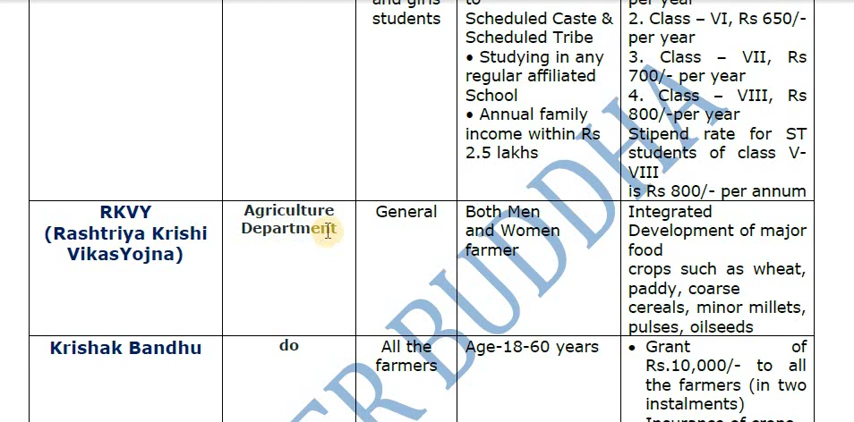 and girls
students
to
Scheduled Caste &
Scheduled Tribe
• Studying in any
regular affiliated
School
• Annual family
income within Rs
2.5 lakhs
per year
2. Class – VI, Rs 650/-
per year
3. Class – VII, Rs
700/- per year
4. Class – VIII, Rs
800/-per year
Stipend rate for ST
students of class V-
VIII
is Rs 800/- per annum
RKVY
(Rashtriya Krishi
VikasYojna)
Agriculture
Department
General
Both Men
and Women
farmer
Integrated
Development of major
food
crops such as wheat,
paddy, coarse
cereals, minor millets,
pulses, oilseeds
Krishak Bandhu
do
All the
farmers
Age-18-60 years
• Grant of
Rs.10,000/- to all
the farmers (in two
instalments)
Insurance of crops
ER BUDDHA